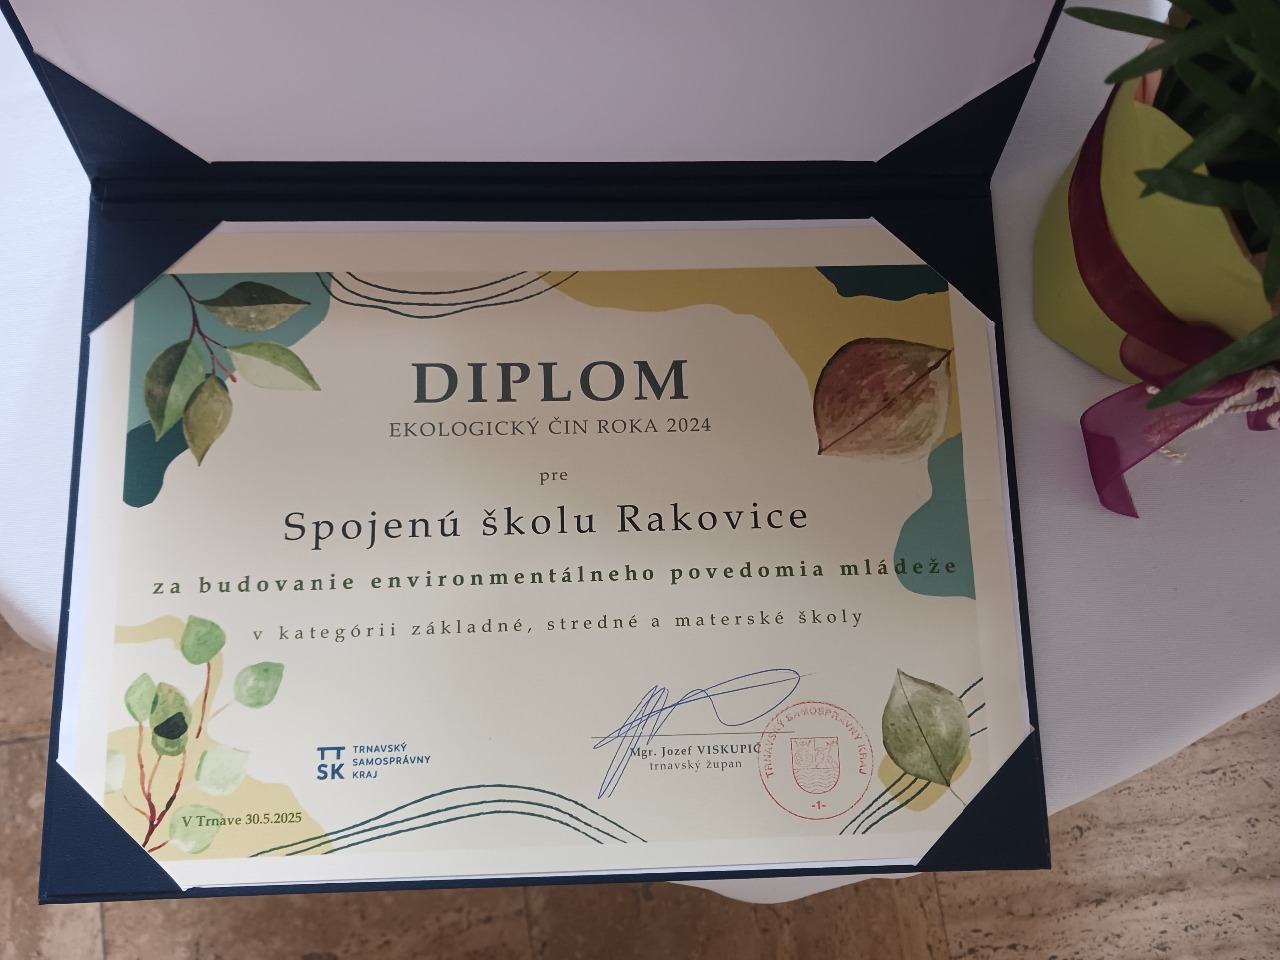 DIPLOM
EKOLOGICKÝ ČIN ROKA 2024
pre
Spojenú školu Rakovice
za budovanie environmentálneho povedomia mládeže
v kategórii základné, stredné a materské školy
Mgr. Jozef VISKUPIČ
trnavský župan
TRNAVSKÝ SAMOSPRÁVNY KRAJ
-1-
TT SK
TRNAVSKÝ
SAMOSPRÁVNY
KRAJ
V Trnave 30.5.2025